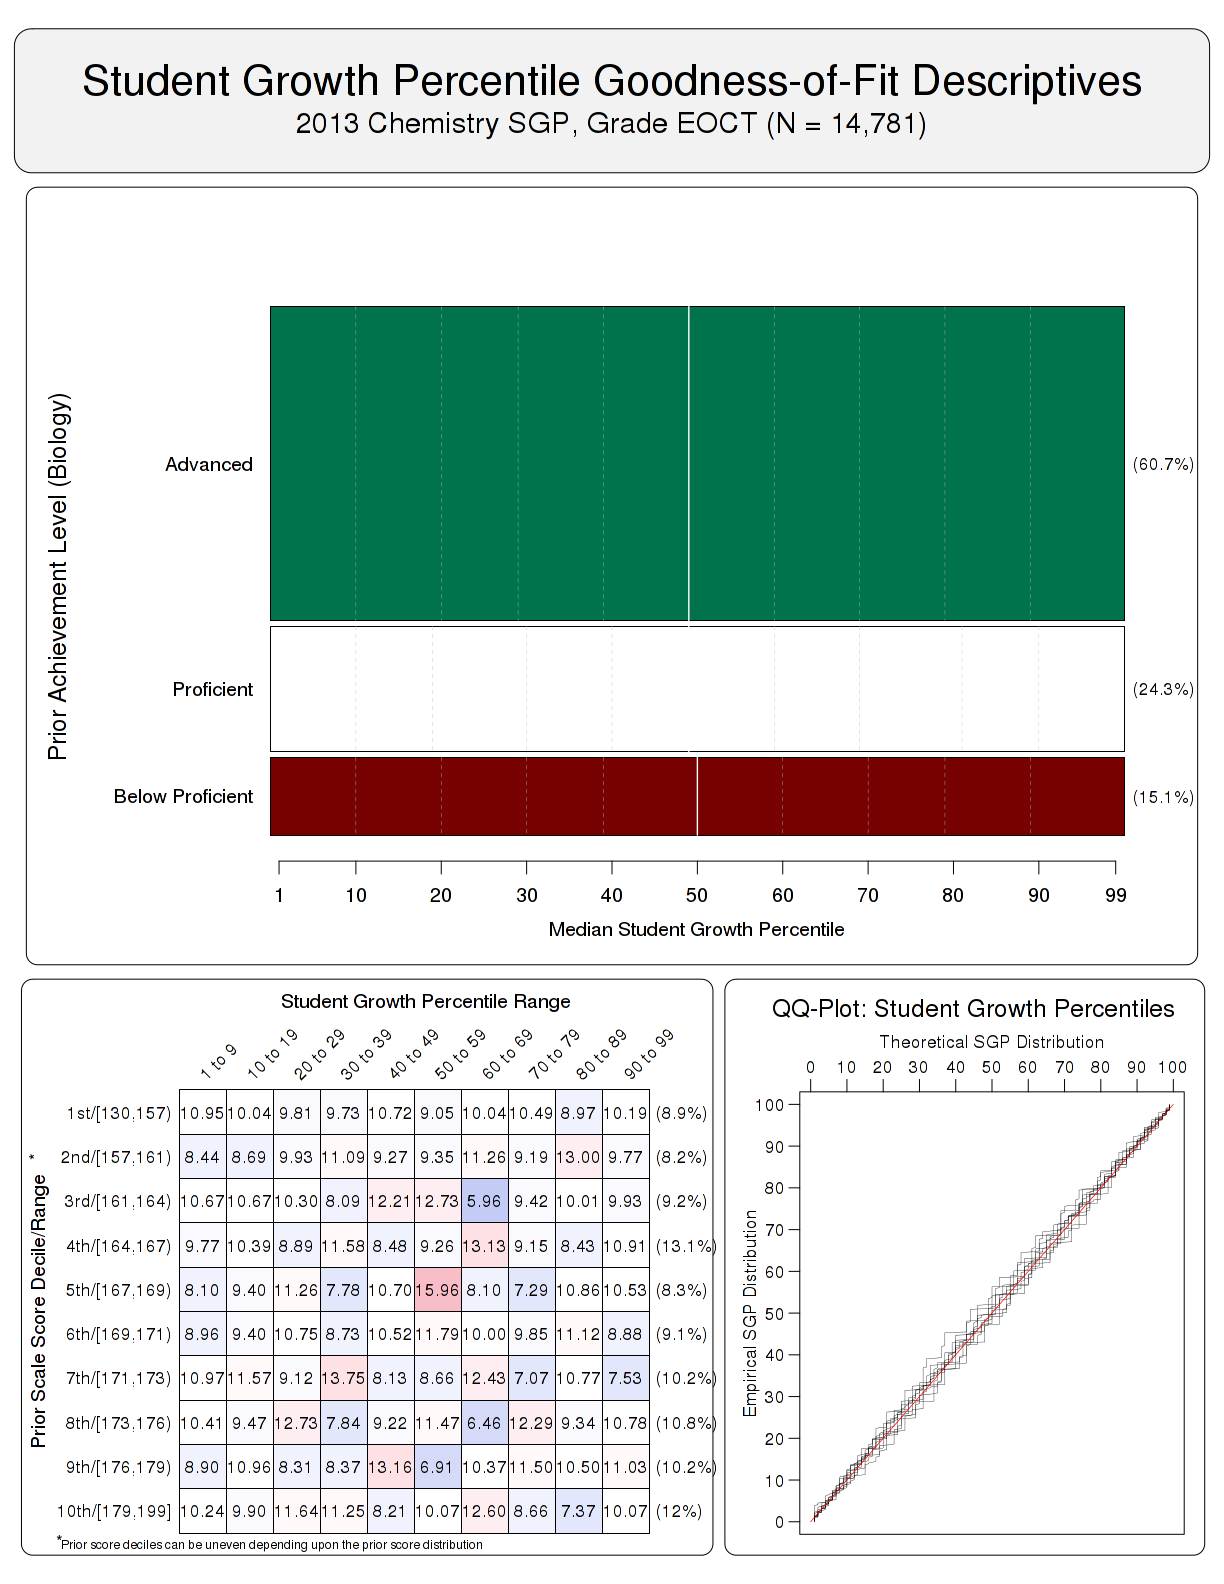 Student Growth Percentile Goodness-of-Fit Descriptives
2013 Chemistry SGP, Grade EOCT (N = 14,781)
Prior Achievement Level (Biology)
Advanced (60.7%)
Proficient (24.3%)
Below Proficient (15.1%)
1 10 20 30 40 50 60 70 80 90 99
Median Student Growth Percentile
Student Growth Percentile Range
1 to 9 10 to 19 20 to 29 30 to 39 40 to 49 50 to 59 60 to 69 70 to 79 80 to 89 90 to 99
Prior Scale Score Decile/Range *
1st/[130,157) 10.95 10.04 9.81 9.73 10.72 9.05 10.04 10.49 8.97 10.19 (8.9%)
2nd/[157,161) 8.44 8.69 9.93 11.09 9.27 9.35 11.26 9.19 13.00 9.77 (8.2%)
3rd/[161,164) 10.67 10.67 10.30 8.09 12.21 12.73 5.96 9.42 10.01 9.93 (9.2%)
4th/[164,167) 9.77 10.39 8.89 11.58 8.48 9.26 13.13 9.15 8.43 10.91 (13.1%)
5th/[167,169) 8.10 9.40 11.26 7.78 10.70 15.96 8.10 7.29 10.86 10.53 (8.3%)
6th/[169,171) 8.96 9.40 10.75 8.73 10.52 11.79 10.00 9.85 11.12 8.88 (9.1%)
7th/[171,173) 10.97 11.57 9.12 13.75 8.13 8.66 12.43 7.07 10.77 7.53 (10.2%)
8th/[173,176) 10.41 9.47 12.73 7.84 9.22 11.47 6.46 12.29 9.34 10.78 (10.8%)
9th/[176,179) 8.90 10.96 8.31 8.37 13.16 6.91 10.37 11.50 10.50 11.03 (10.2%)
10th/[179,199] 10.24 9.90 11.64 11.25 8.21 10.07 12.60 8.66 7.37 10.07 (12%)
*Prior score deciles can be uneven depending upon the prior score distribution
QQ-Plot: Student Growth Percentiles
Theoretical SGP Distribution
0 10 20 30 40 50 60 70 80 90 100
Empirical SGP Distribution
100
90
80
70
60
50
40
30
20
10
0